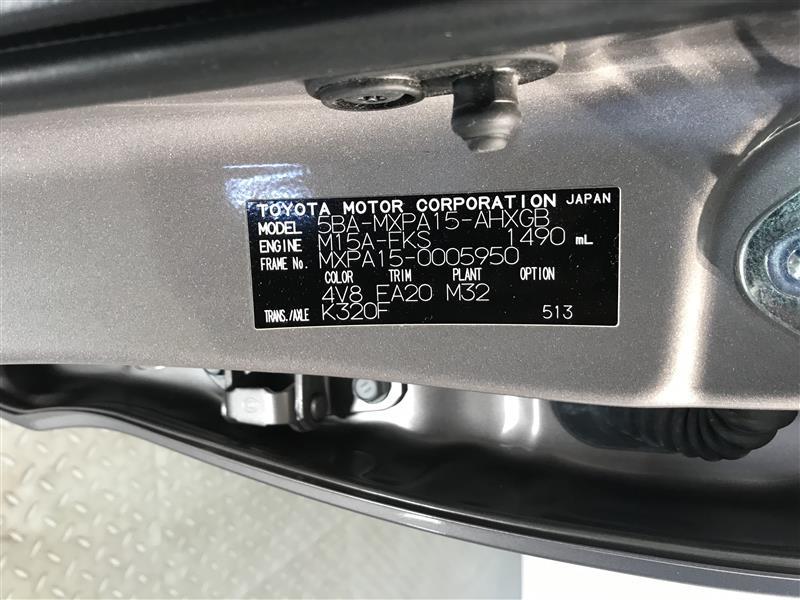 TOYOTA MOTOR CORPORATION JAPAN
MODEL 5BA-MXPA15-AHXGB
ENGINE M15A-FKS 1490 mL
FRAME No. MXPA15-0005950
COLOR TRIM PLANT OPTION
4V8 EA20 M32
TRANS./AXLE K320F 513